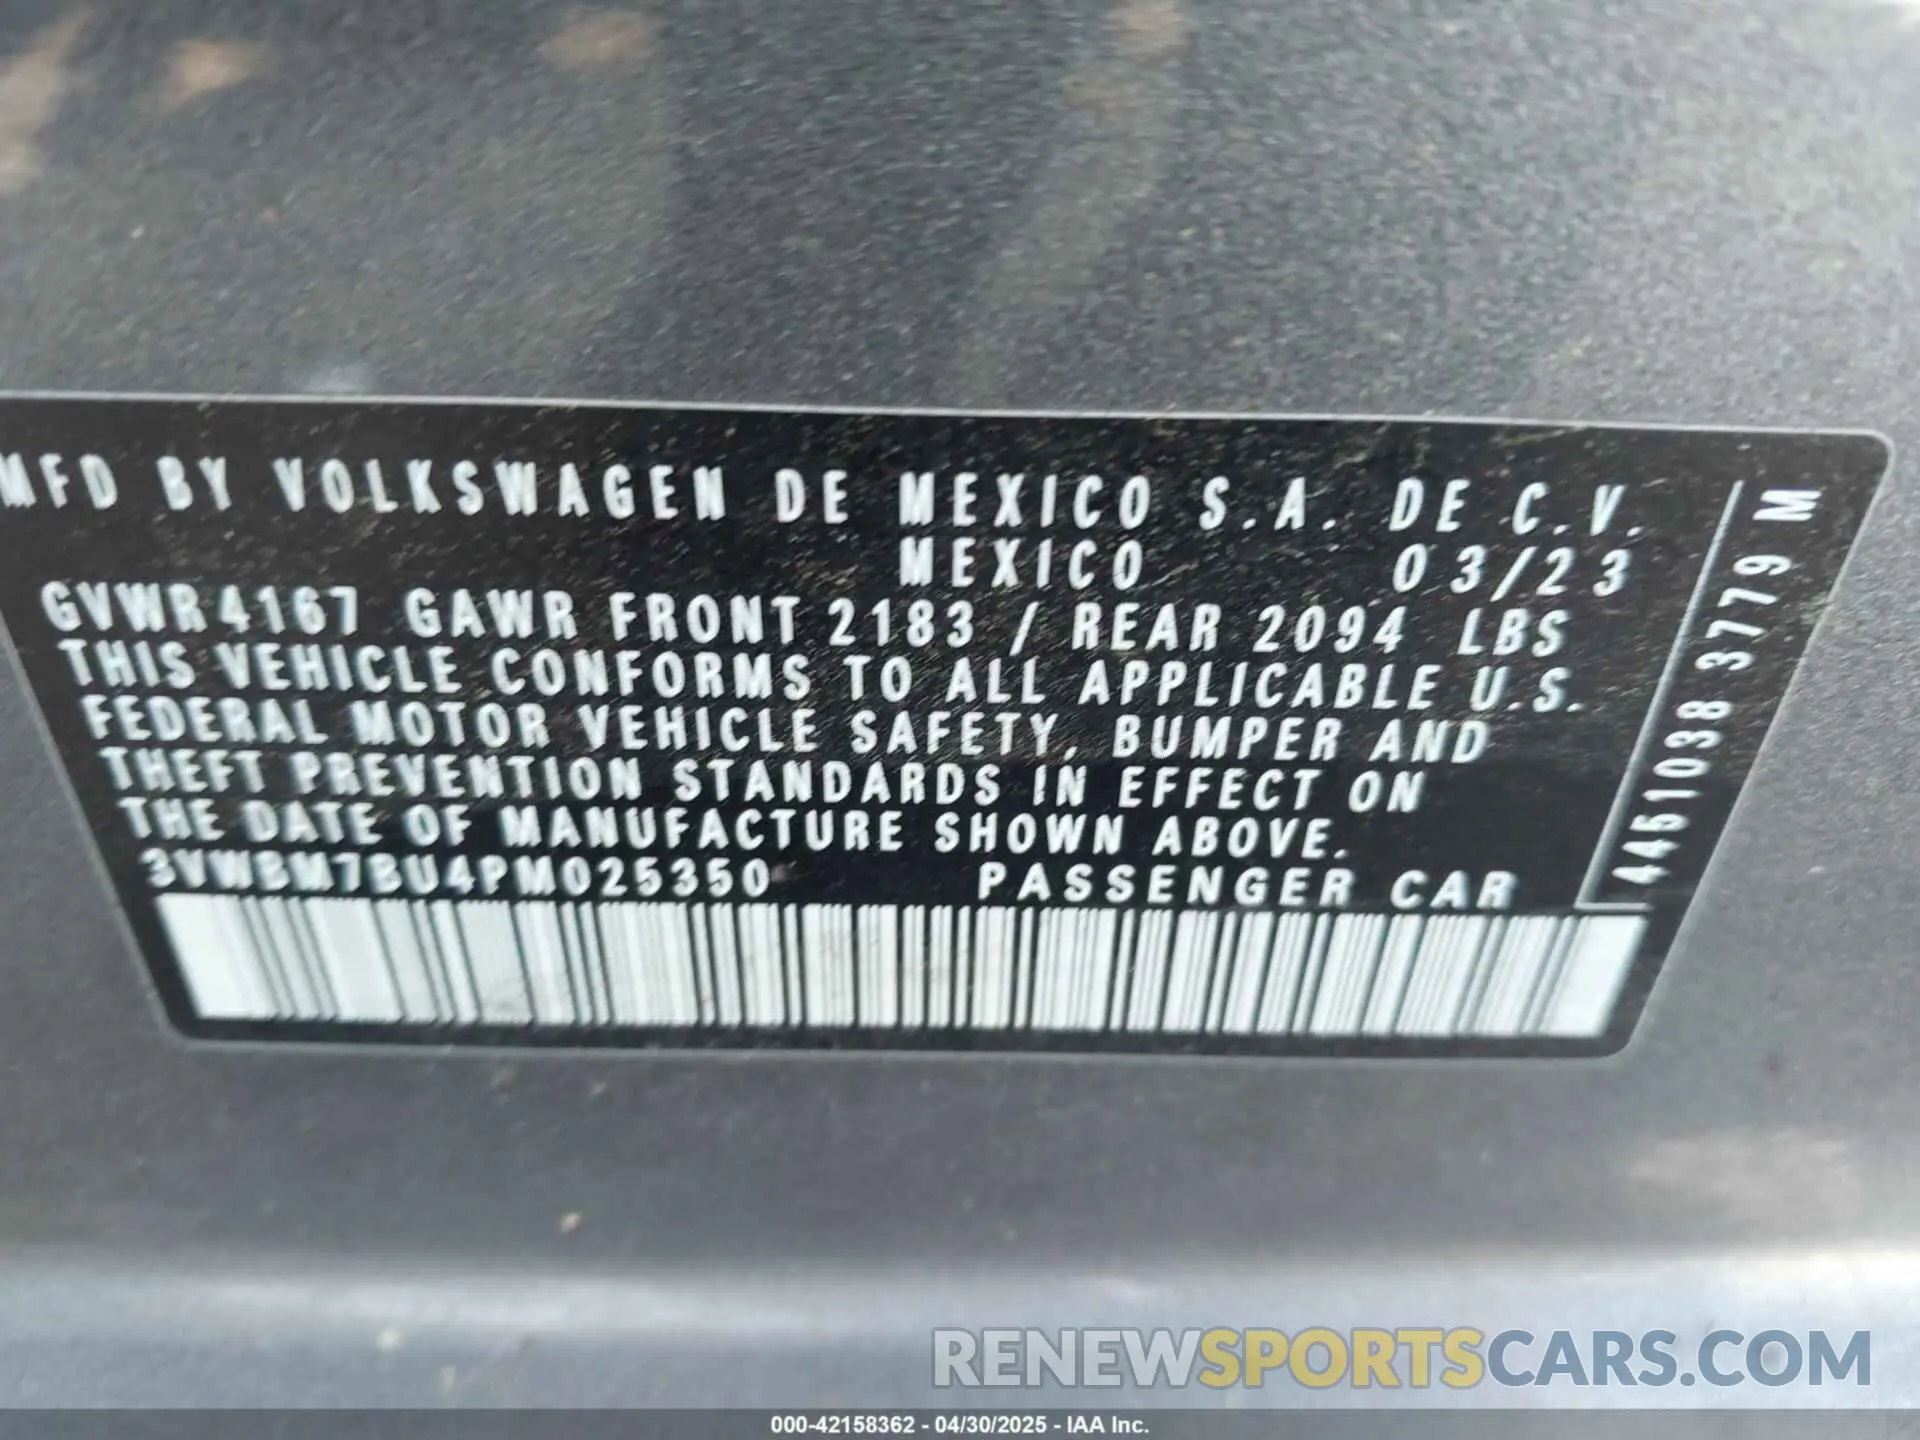 MFD BY VOLKSWAGEN DE MEXICO S.A. DE C.V.
MEXICO 03/23
GVWR 4167 GAWR FRONT 2183 / REAR 2094 LBS
THIS VEHICLE CONFORMS TO ALL APPLICABLE U.S.
FEDERAL MOTOR VEHICLE SAFETY, BUMPER AND
THEFT PREVENTION STANDARDS IN EFFECT ON
THE DATE OF MANUFACTURE SHOWN ABOVE.
3VWBM7BU4PM025350 PASSENGER CAR
4451038 3779 M
RENEWSPORTSCARS.COM
000-42158362 - 04/30/2025 - IAA Inc.